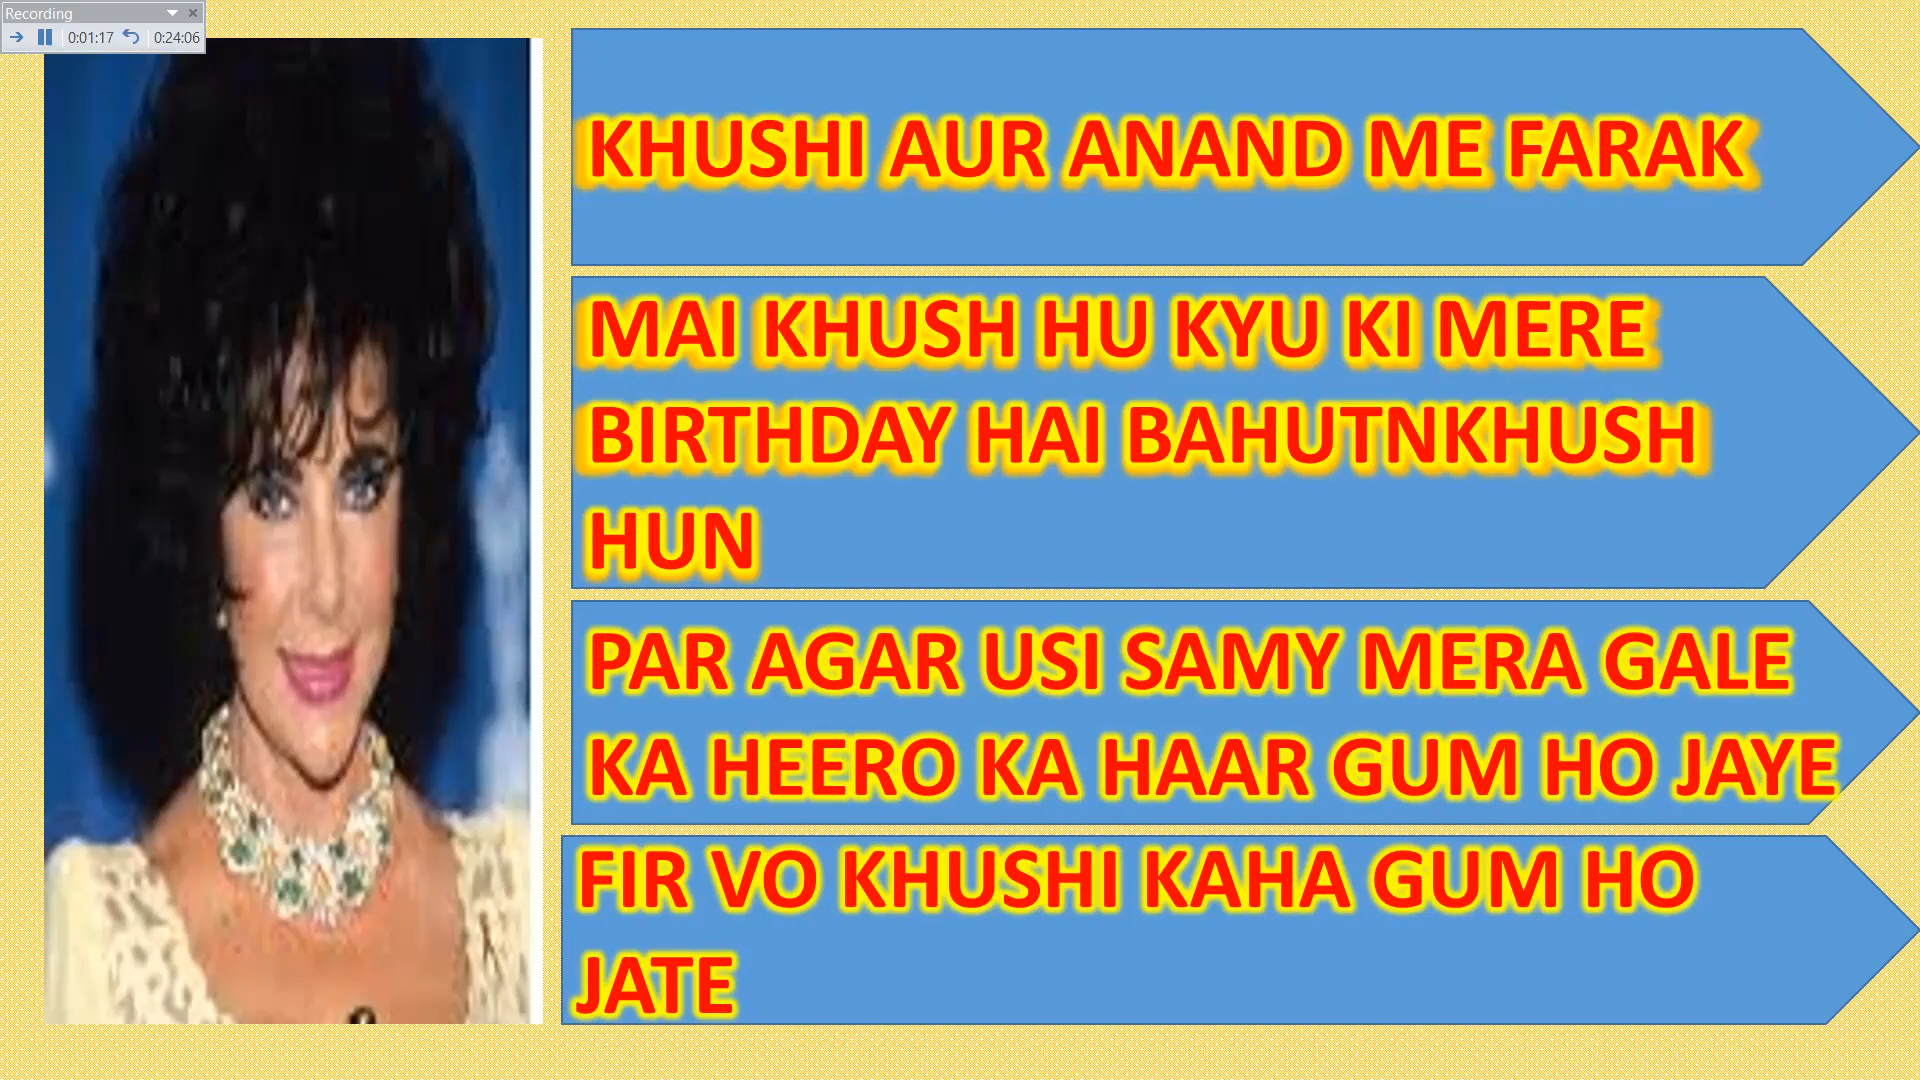 Recording
0:01:17 0:24:06
KHUSHI AUR ANAND ME FARAK
MAI KHUSH HU KYU KI MERE
BIRTHDAY HAI BAHUTNKHUSH
HUN
PAR AGAR USI SAMY MERA GALE
KA HEERO KA HAAR GUM HO JAYE
FIR VO KHUSHI KAHA GUM HO
JATE